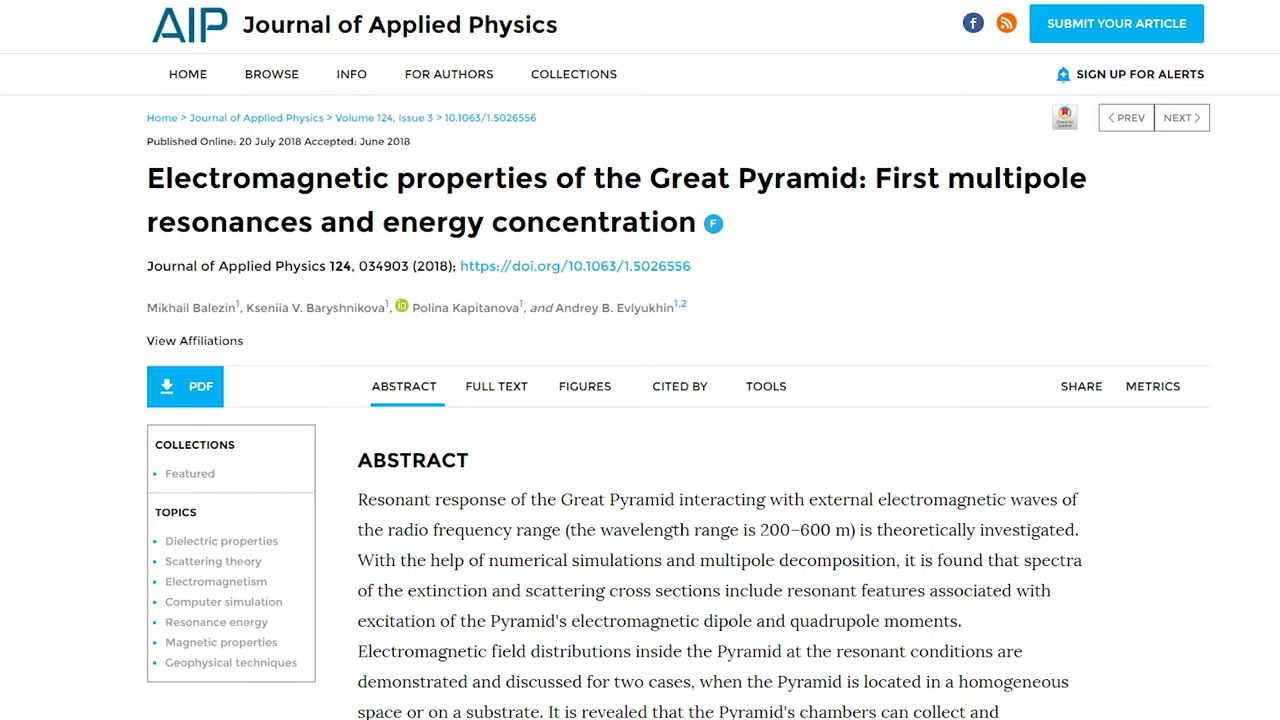 AIP Journal of Applied Physics
f
SUBMIT YOUR ARTICLE
HOME BROWSE INFO FOR AUTHORS COLLECTIONS
SIGN UP FOR ALERTS
Home > Journal of Applied Physics > Volume 124, Issue 3 > 10.1063/1.5026556
PREV NEXT
Published Online: 20 July 2018 Accepted: June 2018
Electromagnetic properties of the Great Pyramid: First multipole
resonances and energy concentration F
Journal of Applied Physics 124, 034903 (2018); https://doi.org/10.1063/1.5026556
Mikhail Balezin1, Kseniia V. Baryshnikova1, iD Polina Kapitanova1, and Andrey B. Evlyukhin1,2
View Affiliations
PDF
ABSTRACT FULL TEXT FIGURES CITED BY TOOLS
SHARE METRICS
COLLECTIONS
Featured
TOPICS
Dielectric properties
Scattering theory
Electromagnetism
Computer simulation
Resonance energy
Magnetic properties
Geophysical techniques
ABSTRACT
Resonant response of the Great Pyramid interacting with external electromagnetic waves of
the radio frequency range (the wavelength range is 200–600 m) is theoretically investigated.
With the help of numerical simulations and multipole decomposition, it is found that spectra
of the extinction and scattering cross sections include resonant features associated with
excitation of the Pyramid's electromagnetic dipole and quadrupole moments.
Electromagnetic field distributions inside the Pyramid at the resonant conditions are
demonstrated and discussed for two cases, when the Pyramid is located in a homogeneous
space or on a substrate. It is revealed that the Pyramid's chambers can collect and